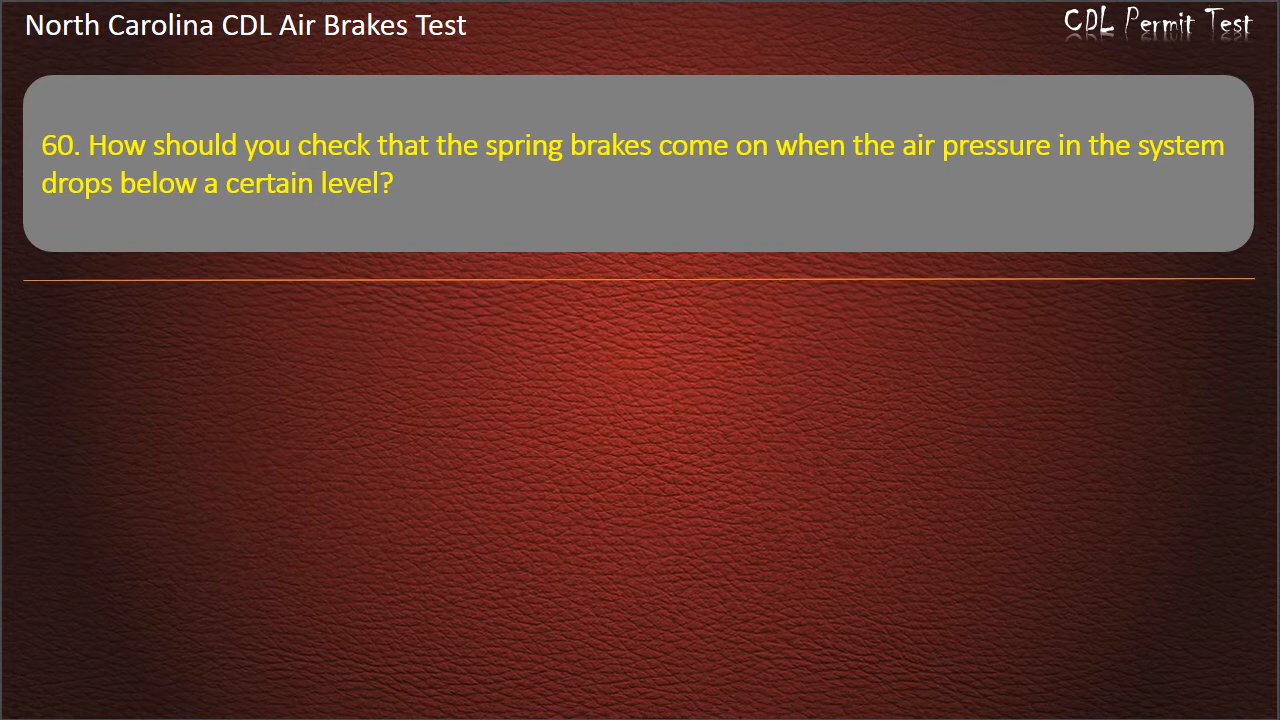 North Carolina CDL Air Brakes Test
CDL Permit Test
60. How should you check that the spring brakes come on when the air pressure in the system
drops below a certain level?